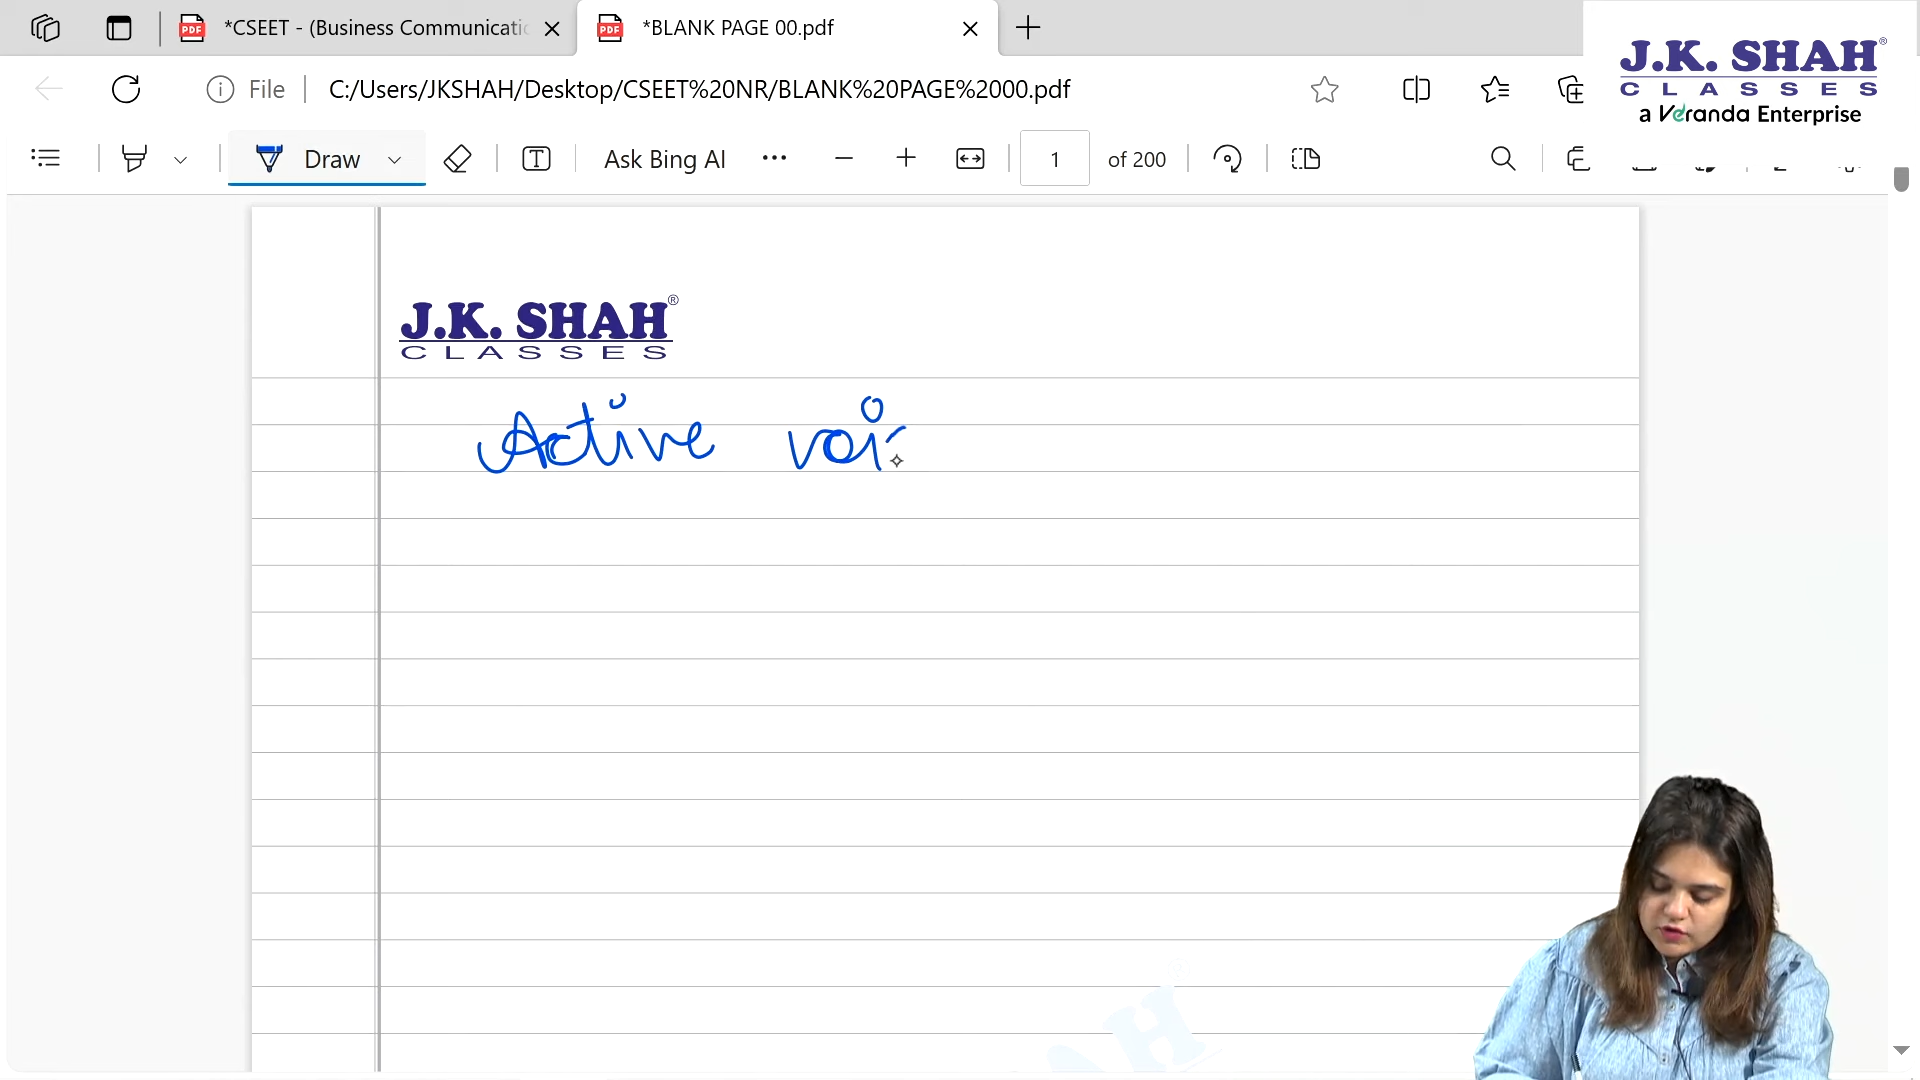 *CSEET - (Business Communicatio
*BLANK PAGE 00.pdf
J.K. SHAH®
CLASSES
a Veranda Enterprise
File
C:/Users/JKSHAH/Desktop/CSEET%20NR/BLANK%20PAGE%2000.pdf
Draw
Ask Bing AI
1
of 200
J.K. SHAH®
CLASSES
Active voi